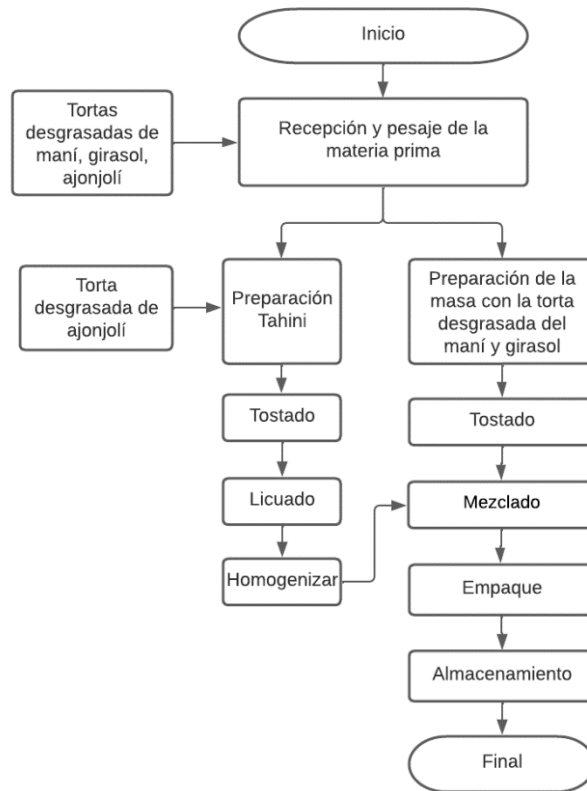 Inicio
Tortas
desgrasadas de
maní, girasol,
ajonjolí
Recepción y pesaje de la
materia prima
Torta
desgrasada de
ajonjolí
Preparación
Tahini
Preparación de la
masa con la torta
desgrasada del
maní y girasol
Tostado
Tostado
Licuado
Mezclado
Homogenizar
Empaque
Almacenamiento
Final